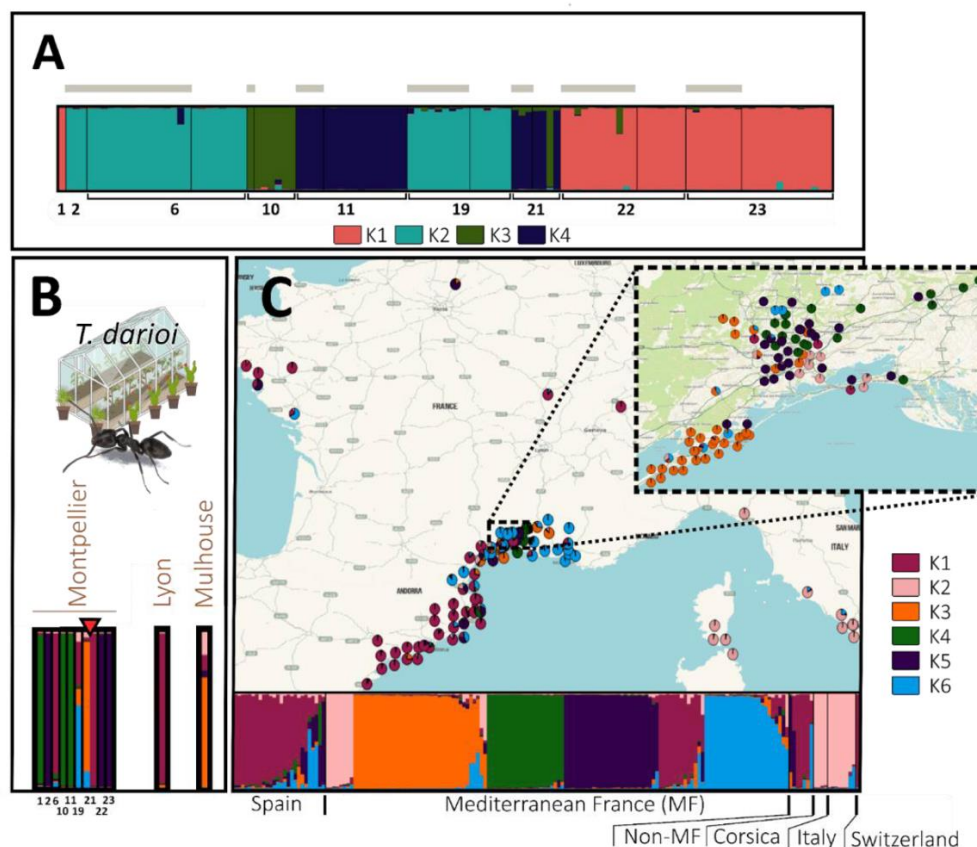 A
1 2 6 10 11 19 21 22 23
K1 K2 K3 K4
B
T. darioi
Montpellier
Lyon
Mulhouse
1 2 6 11 21 23
10 19 22
C
FRANCE
ANDORRA
ITALY
SAN MAR
K1
K2
K3
K4
K5
K6
Spain
Mediterranean France (MF)
Non-MF
Corsica
Italy
Switzerland